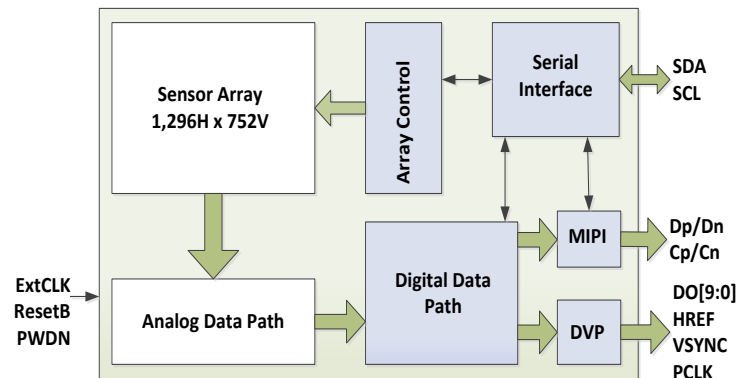 Sensor Array
1,296H x 752V
Array Control
Serial
Interface
SDA
SCL
MIPI
Dp/Dn
Cp/Cn
ExtCLK
ResetB
PWDN
Analog Data Path
Digital Data
Path
DVP
DO[9:0]
HREF
VSYNC
PCLK